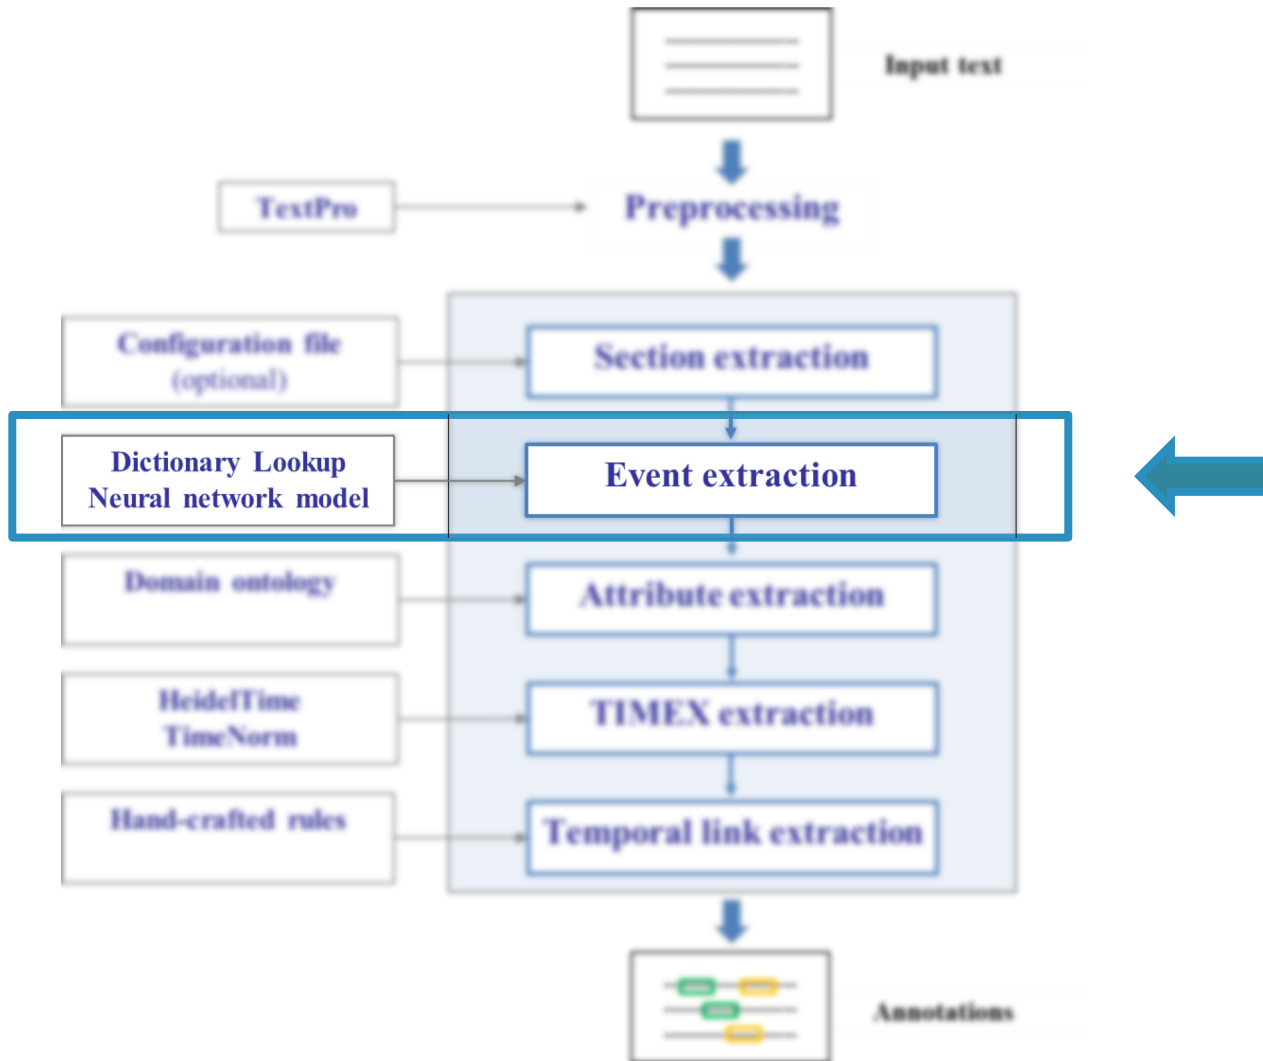 Input text
TextPro
Preprocessing
Configuration file
(optional)
Section extraction
Dictionary Lookup
Neural network model
Event extraction
Domain ontology
Attribute extraction
HeidelTime
TimeNorm
TIMEX extraction
Hand-crafted rules
Temporal link extraction
Annotations